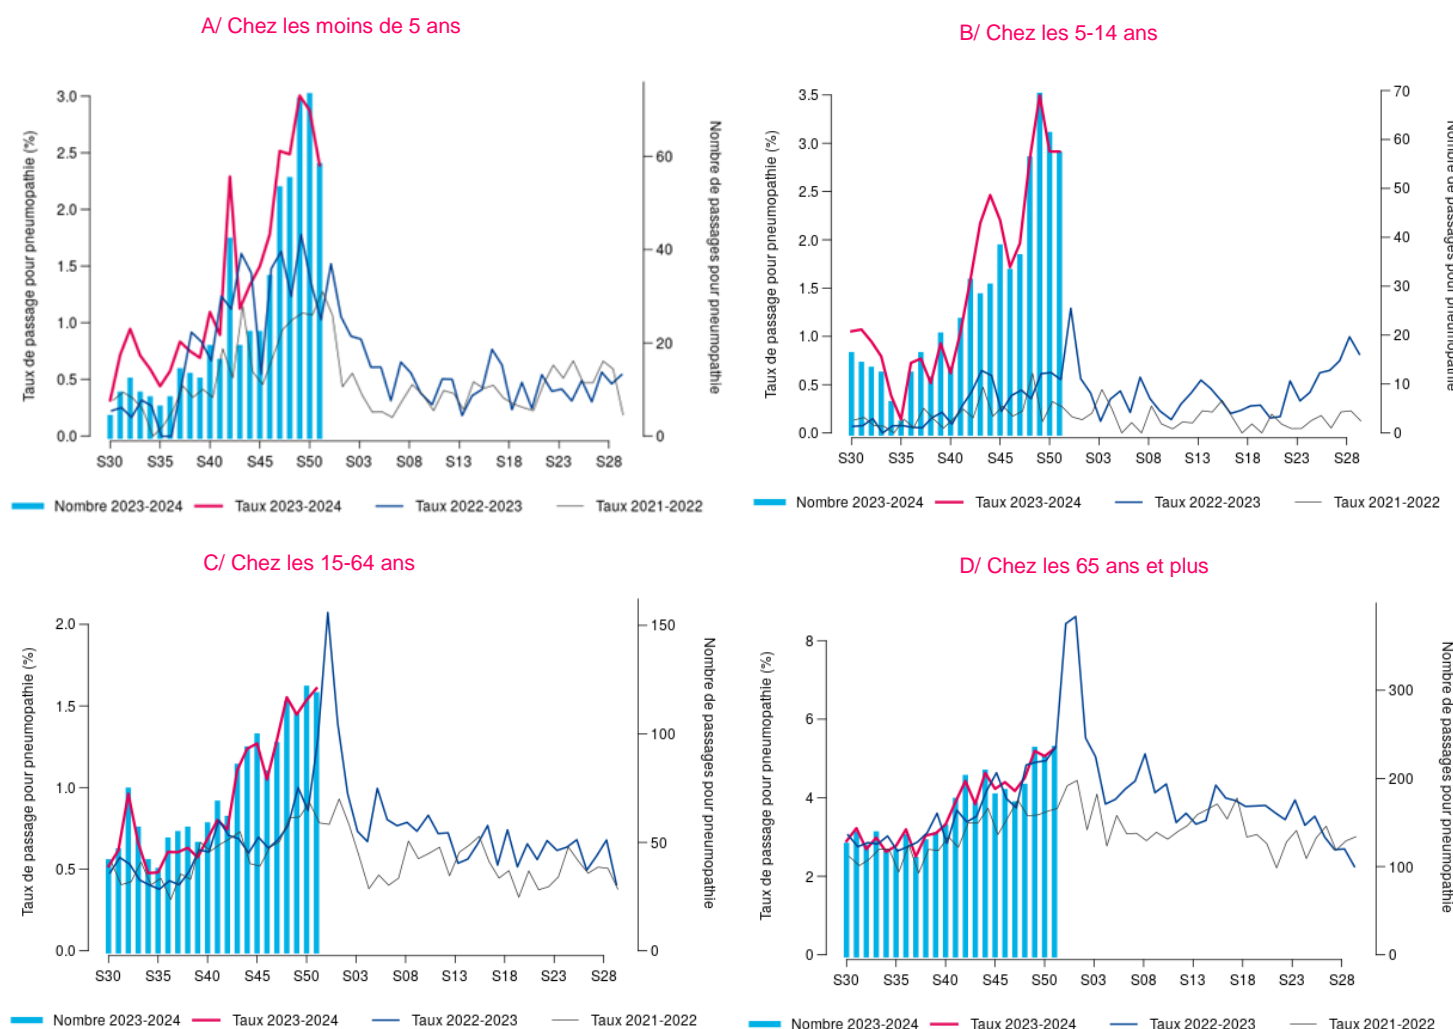 A/ Chez les moins de 5 ans
B/ Chez les 5-14 ans
Taux de passage pour pneumopathie (%)
3.0
2.5
2.0
1.5
1.0
0.5
0.0
60
40
20
0
Nombre de passages pour pneumopathie
S30 S35 S40 S45 S50 S03 S08 S13 S18 S23 S28
Nombre 2023-2024 Taux 2023-2024 Taux 2022-2023 Taux 2021-2022
Taux de passage pour pneumopathie (%)
3.5
3.0
2.5
2.0
1.5
1.0
0.5
0.0
70
60
50
40
30
20
10
0
Nombre de passages pour pneumopathie
S30 S35 S40 S45 S50 S03 S08 S13 S18 S23 S28
Nombre 2023-2024 Taux 2023-2024 Taux 2022-2023 Taux 2021-2022
C/ Chez les 15-64 ans
D/ Chez les 65 ans et plus
Taux de passage pour pneumopathie (%)
2.0
1.5
1.0
0.5
0.0
150
100
50
0
Nombre de passages pour pneumopathie
S30 S35 S40 S45 S50 S03 S08 S13 S18 S23 S28
Nombre 2023-2024 Taux 2023-2024 Taux 2022-2023 Taux 2021-2022
Taux de passage pour pneumopathie (%)
8
6
4
2
0
300
200
100
0
Nombre de passages pour pneumopathie
S30 S35 S40 S45 S50 S03 S08 S13 S18 S23 S28
Nombre 2023-2024 Taux 2023-2024 Taux 2022-2023 Taux 2021-2022